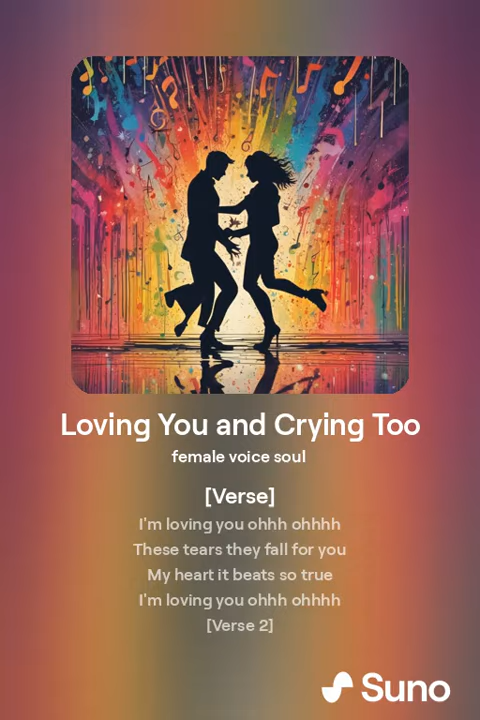 Loving You and Crying Too
female voice soul
[Verse]
I'm loving you ohhh ohhhh
These tears they fall for you
My heart it beats so true
I'm loving you ohhh ohhhh
[Verse 2]
Suno